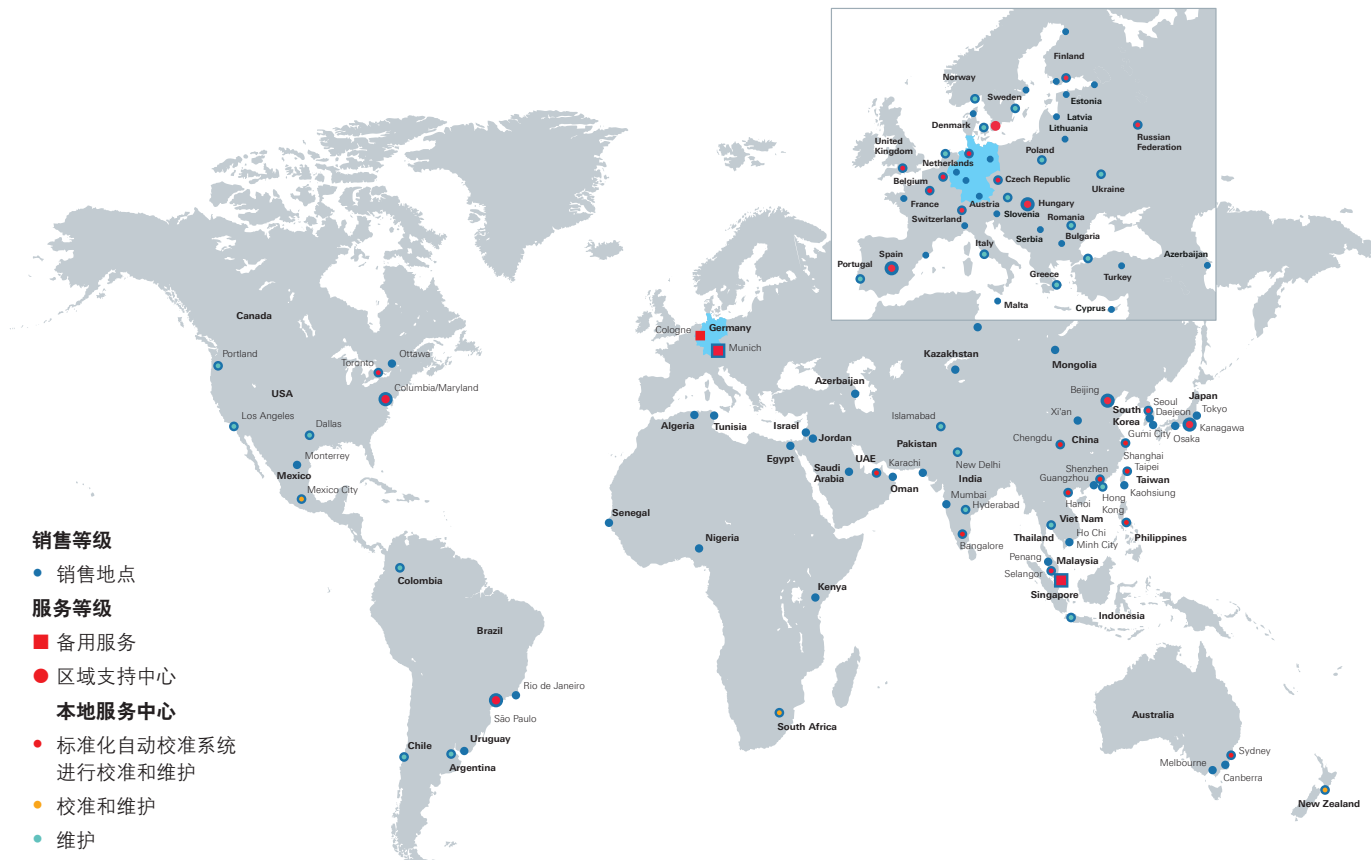 Finland
Norway
Sweden
Estonia
Latvia
Denmark
Lithuania
Russian
Federation
United
Kingdom
Poland
Netherlands
Belgium
Czech Republic
Ukraine
France
Austria
Hungary
Switzerland
Slovenia
Romania
Serbia
Bulgaria
Italy
Spain
Portugal
Greece
Turkey
Azerbaijan
Malta
Cyprus
Canada
Portland
Toronto
Ottawa
USA
Columbia/Maryland
Los Angeles
Dallas
Monterrey
Mexico
Mexico City
Cologne
Germany
Munich
Kazakhstan
Mongolia
Azerbaijan
Beijing
Japan
Seoul
South
Korea
Daejeon
Tokyo
Kanagawa
Xi'an
Gumi City
Osaka
Algeria
Tunisia
Israel
Jordan
Egypt
Islamabad
Pakistan
Chengdu
China
Shanghai
Saudi
Arabia
UAE
Karachi
Oman
New Delhi
India
Shenzhen
Taipei
Guangzhou
Taiwan
Kaohsiung
Hong
Kong
Hanoi
Mumbai
Hyderabad
Senegal
Nigeria
Bangalore
Viet Nam
Thailand
Ho Chi
Minh City
Philippines
Penang
Malaysia
Selangor
Singapore
Colombia
Kenya
Indonesia
Brazil
Rio de Janeiro
São Paulo
South Africa
Australia
Chile
Uruguay
Argentina
Sydney
Melbourne
Canberra
New Zealand
销售等级
销售地点
服务等级
备用服务
区域支持中心
本地服务中心
标准化自动校准系统
进行校准和维护
校准和维护
维护